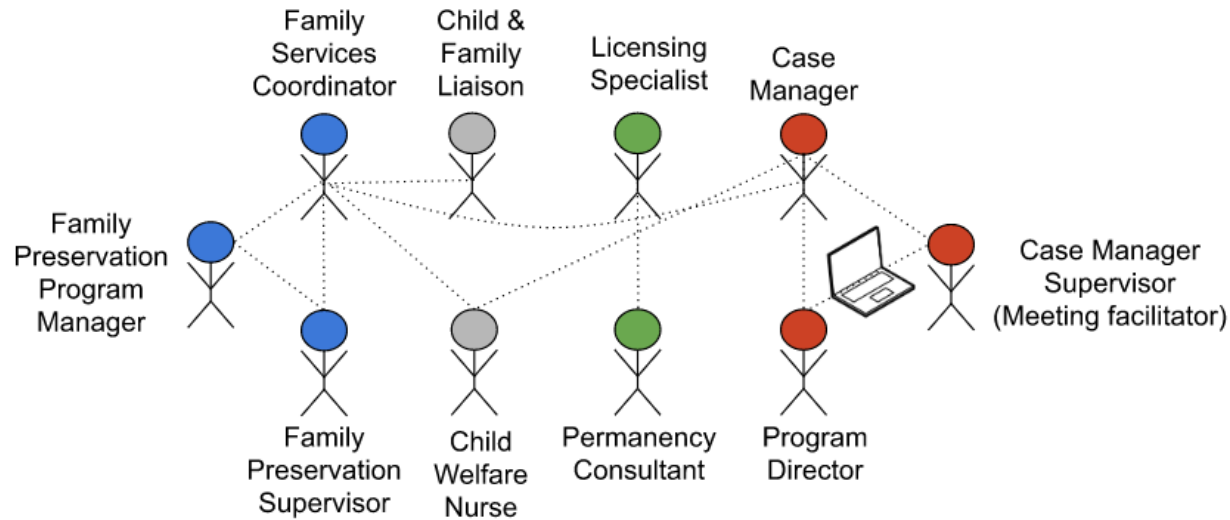 Family
Services
Coordinator
Child &
Family
Liaison
Licensing
Specialist
Case
Manager
Family
Preservation
Program
Manager
Case Manager
Supervisor
(Meeting facilitator)
Family
Preservation
Supervisor
Child
Welfare
Nurse
Permanency
Consultant
Program
Director